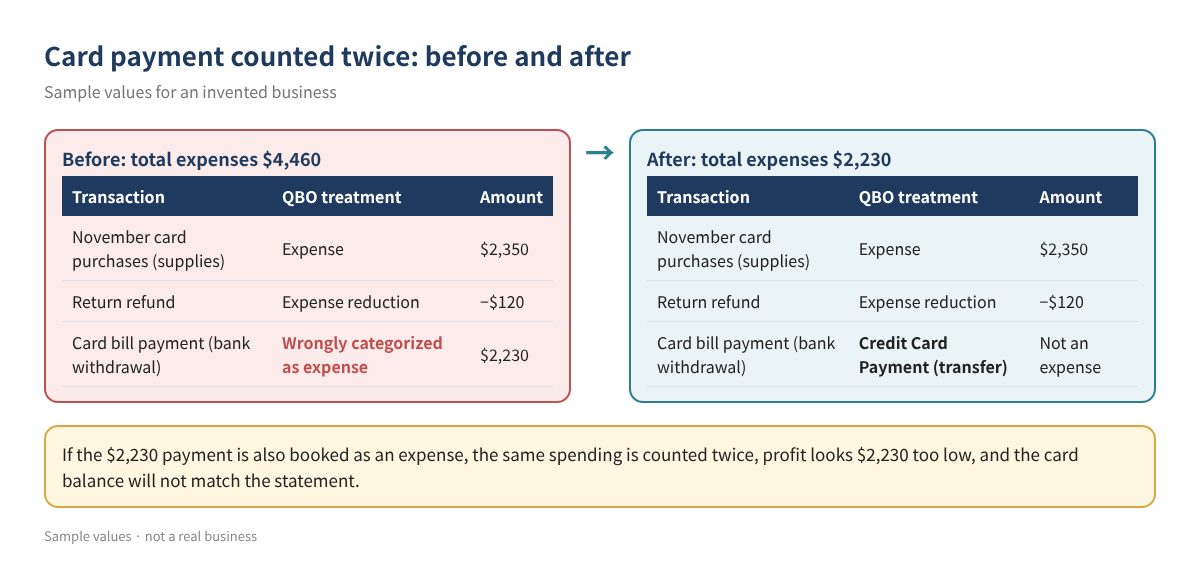 Card payment counted twice: before and after
Sample values for an invented business
Before: total expenses $4,460
Transaction QBO treatment Amount
November card
purchases (supplies)
Expense
$2,350
Return refund Expense reduction −$120
Card bill payment (bank
withdrawal)
Wrongly categorized
as expense
$2,230
→
After: total expenses $2,230
Transaction QBO treatment Amount
November card
purchases (supplies)
Expense
$2,350
Return refund Expense reduction −$120
Card bill payment (bank
withdrawal)
Credit Card
Payment (transfer)
Not an
expense
If the $2,230 payment is also booked as an expense, the same spending is counted twice, profit looks $2,230 too low, and the card
balance will not match the statement.
Sample values · not a real business